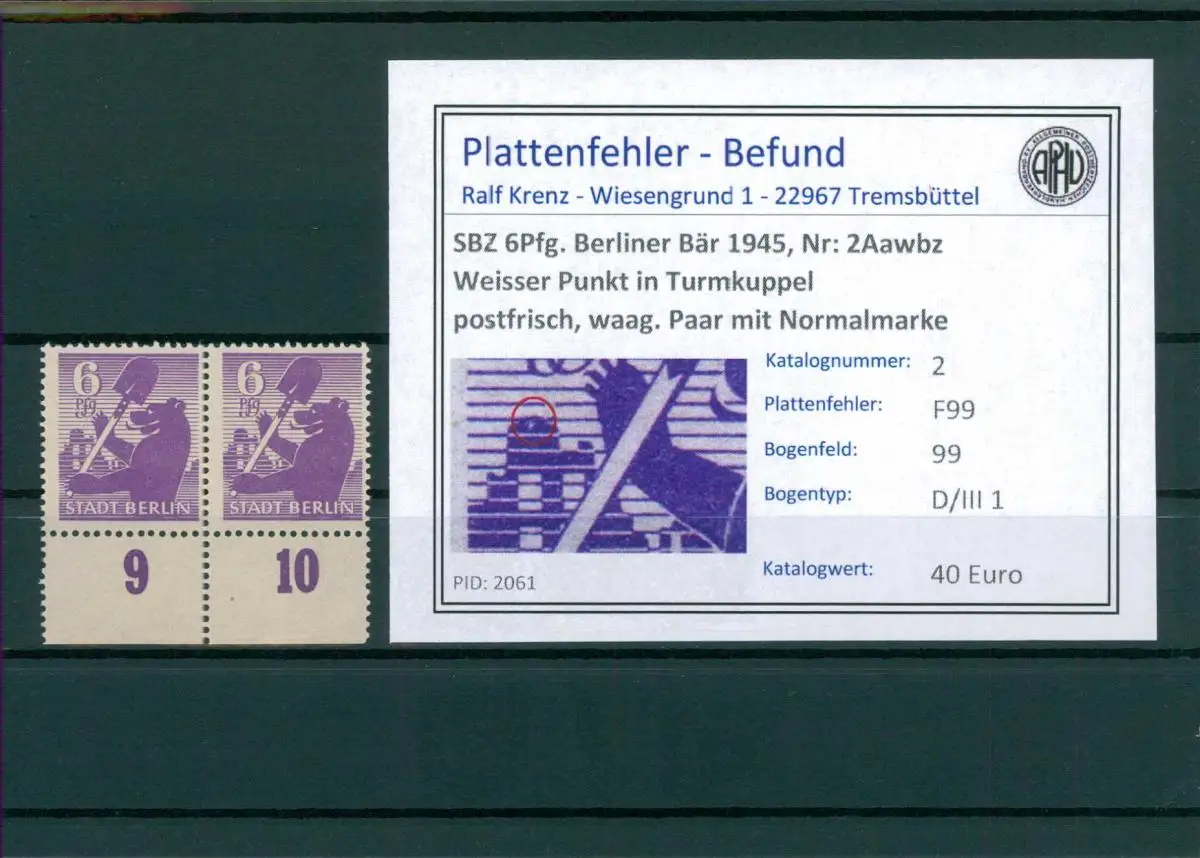 6
Pfg
STADT BERLIN
9
6
Pfg
STADT BERLIN
10
Plattenfehler - Befund
Ralf Krenz - Wiesengrund 1 - 22967 Tremsbüttel
APHV
SBZ 6Pfg. Berliner Bär 1945, Nr: 2Aawbz
Weisser Punkt in Turmkuppel
postfrisch, waag. Paar mit Normalmarke
Katalognummer: 2
Plattenfehler: F99
Bogenfeld: 99
Bogentyp: D/III 1
Katalogwert: 40 Euro
PID: 2061